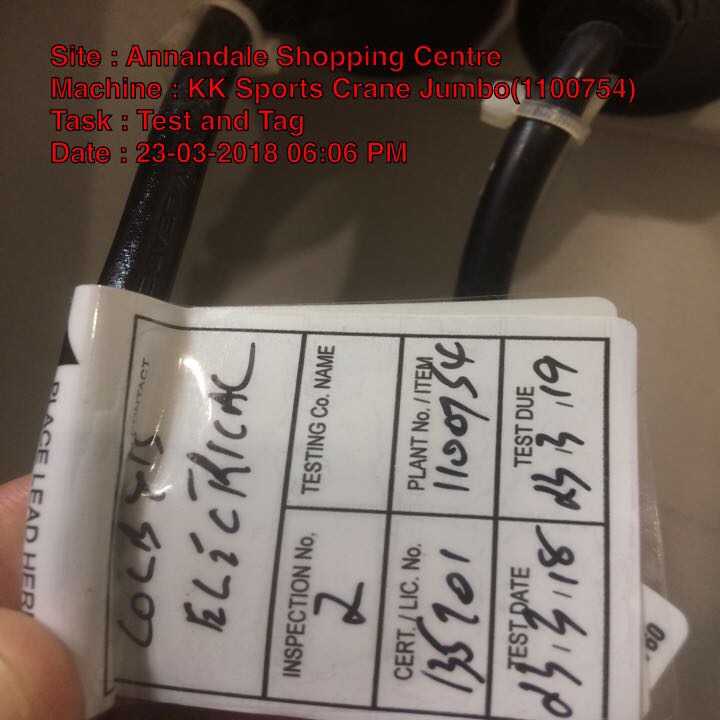 Site : Annandale Shopping Centre
Machine : KK Sports Crane Jumbo(1100754)
Task : Test and Tag
Date : 23-03-2018 06:06 PM
PLACE LEAD HERE
ELECTRICAL
INSPECTION No.
2
TESTING Co. NAME
CERT. / LIC. No.
135701
PLANT No. / ITEM
1100754
TEST DATE
23.3.18
TEST DUE
23.3.19